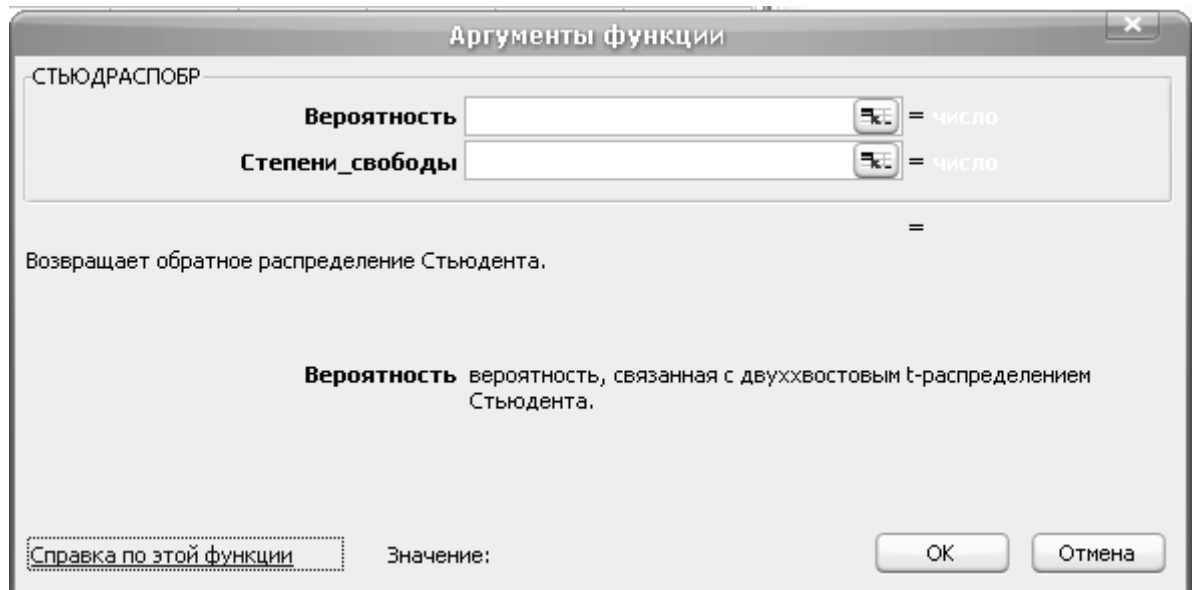 Аргументы функции
СТЬЮДРАСПОБР
Вероятность = число
Степени_свободы = число
=
Возвращает обратное распределение Стьюдента.
Вероятность вероятность, связанная с двуххвостовым t-распределением
Стьюдента.
Справка по этой функции Значение: ОК Отмена